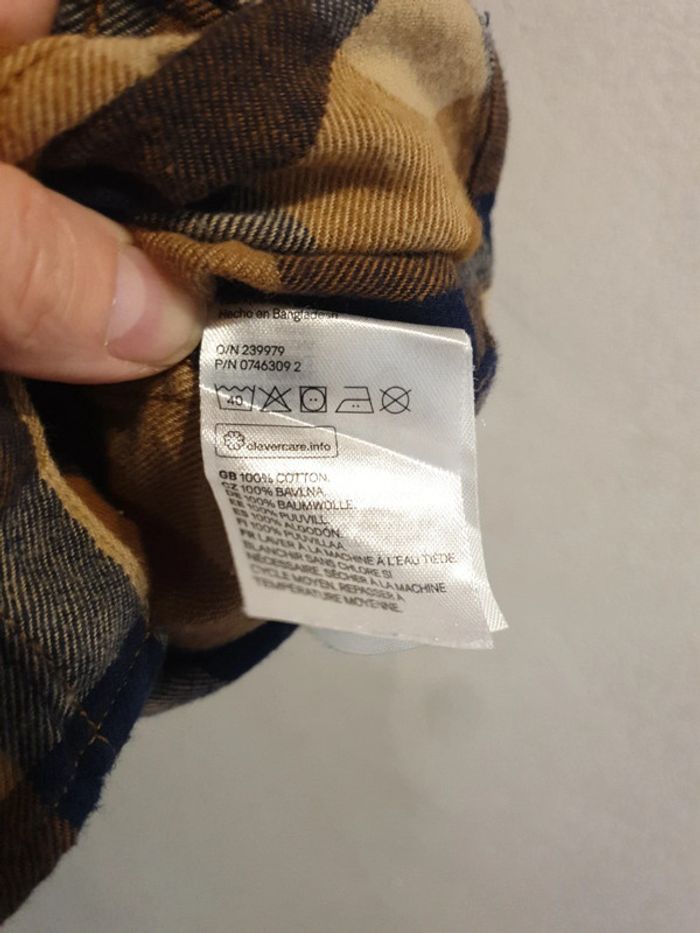 Hecho en Bangladesh
O/N 239979
P/N 0746309 2
40
clevercare.info
GB 100% COTTON.
CZ 100% BAVLNA.
DE 100% BAUMWOLLE.
EE 100% PUUVILL.
ES 100% ALGODÓN.
FI 100% PUUVILLAA.
FR LAVER À LA MACHINE À L'EAU TIÈDE.
BLANCHIR SANS CHLORE SI
NÉCESSAIRE. SÉCHER À LA MACHINE
CYCLE MOYEN. REPASSER À
TEMPÉRATURE MOYENNE.